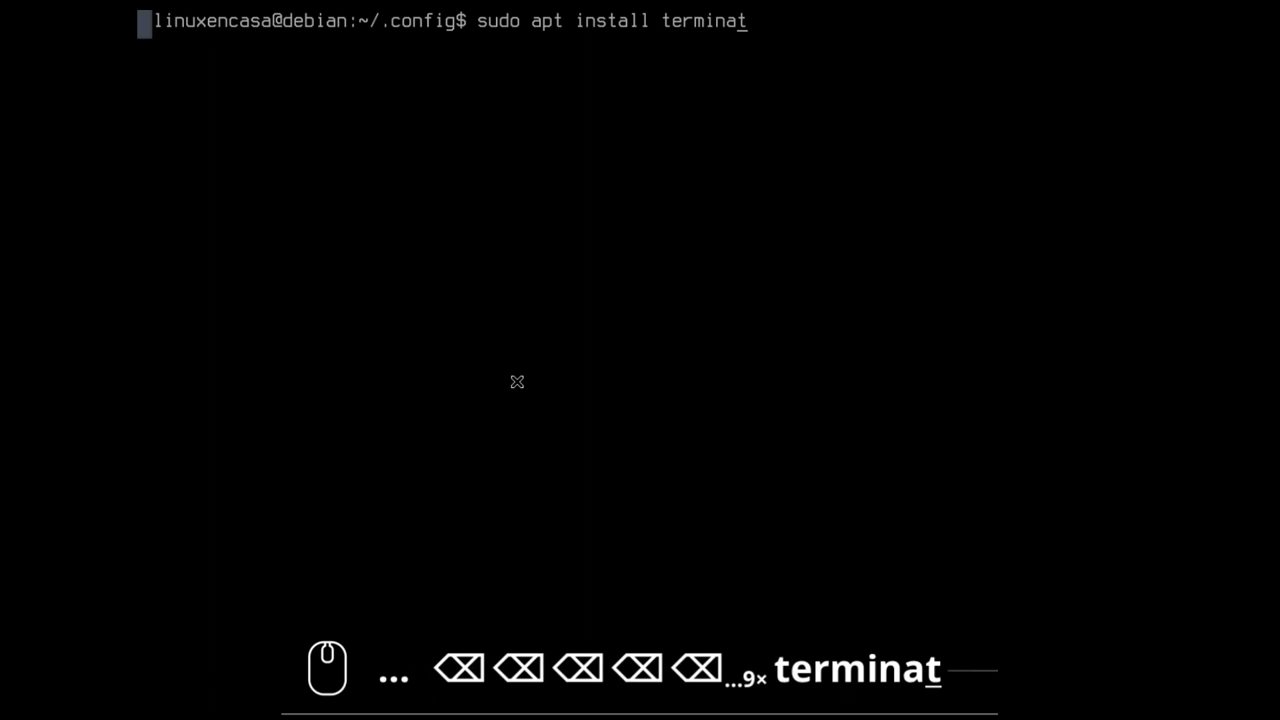 linuxencasa@debian:~/.config$ sudo apt install terminat
... ⌫⌫⌫⌫⌫...9× terminat